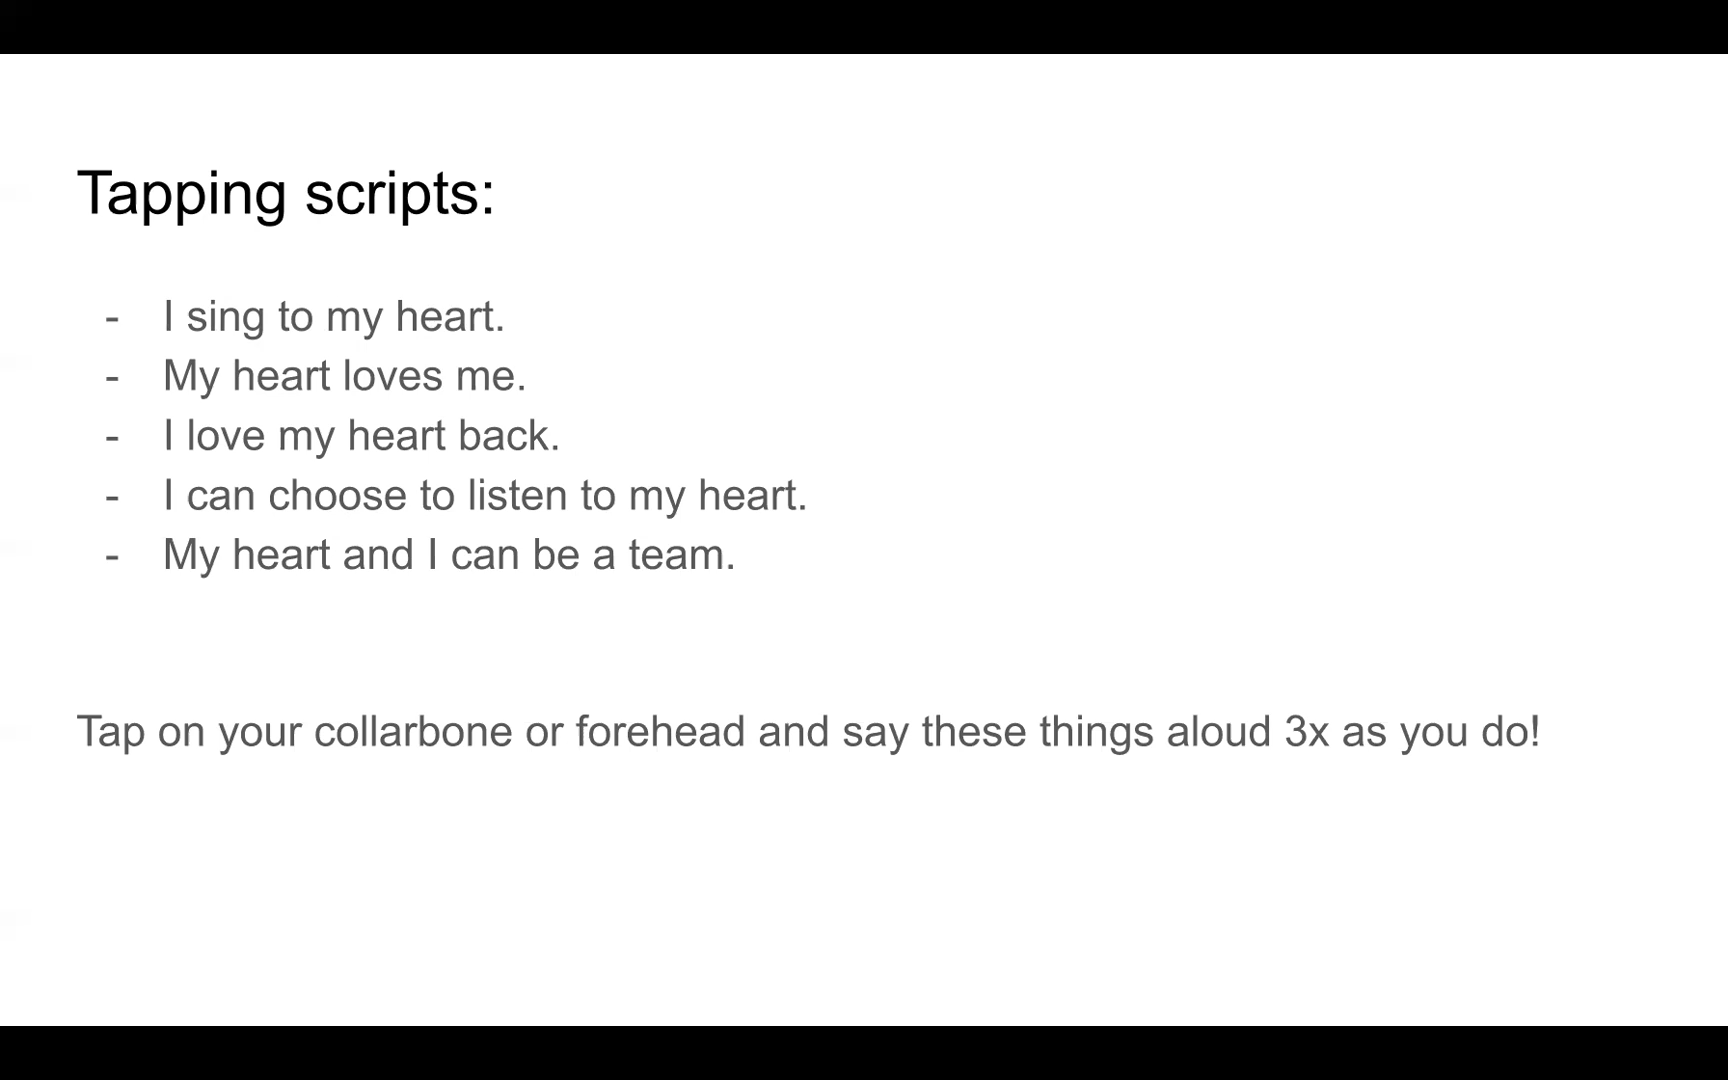 Tapping scripts:
- I sing to my heart.
- My heart loves me.
- I love my heart back.
- I can choose to listen to my heart.
- My heart and I can be a team.
Tap on your collarbone or forehead and say these things aloud 3x as you do!